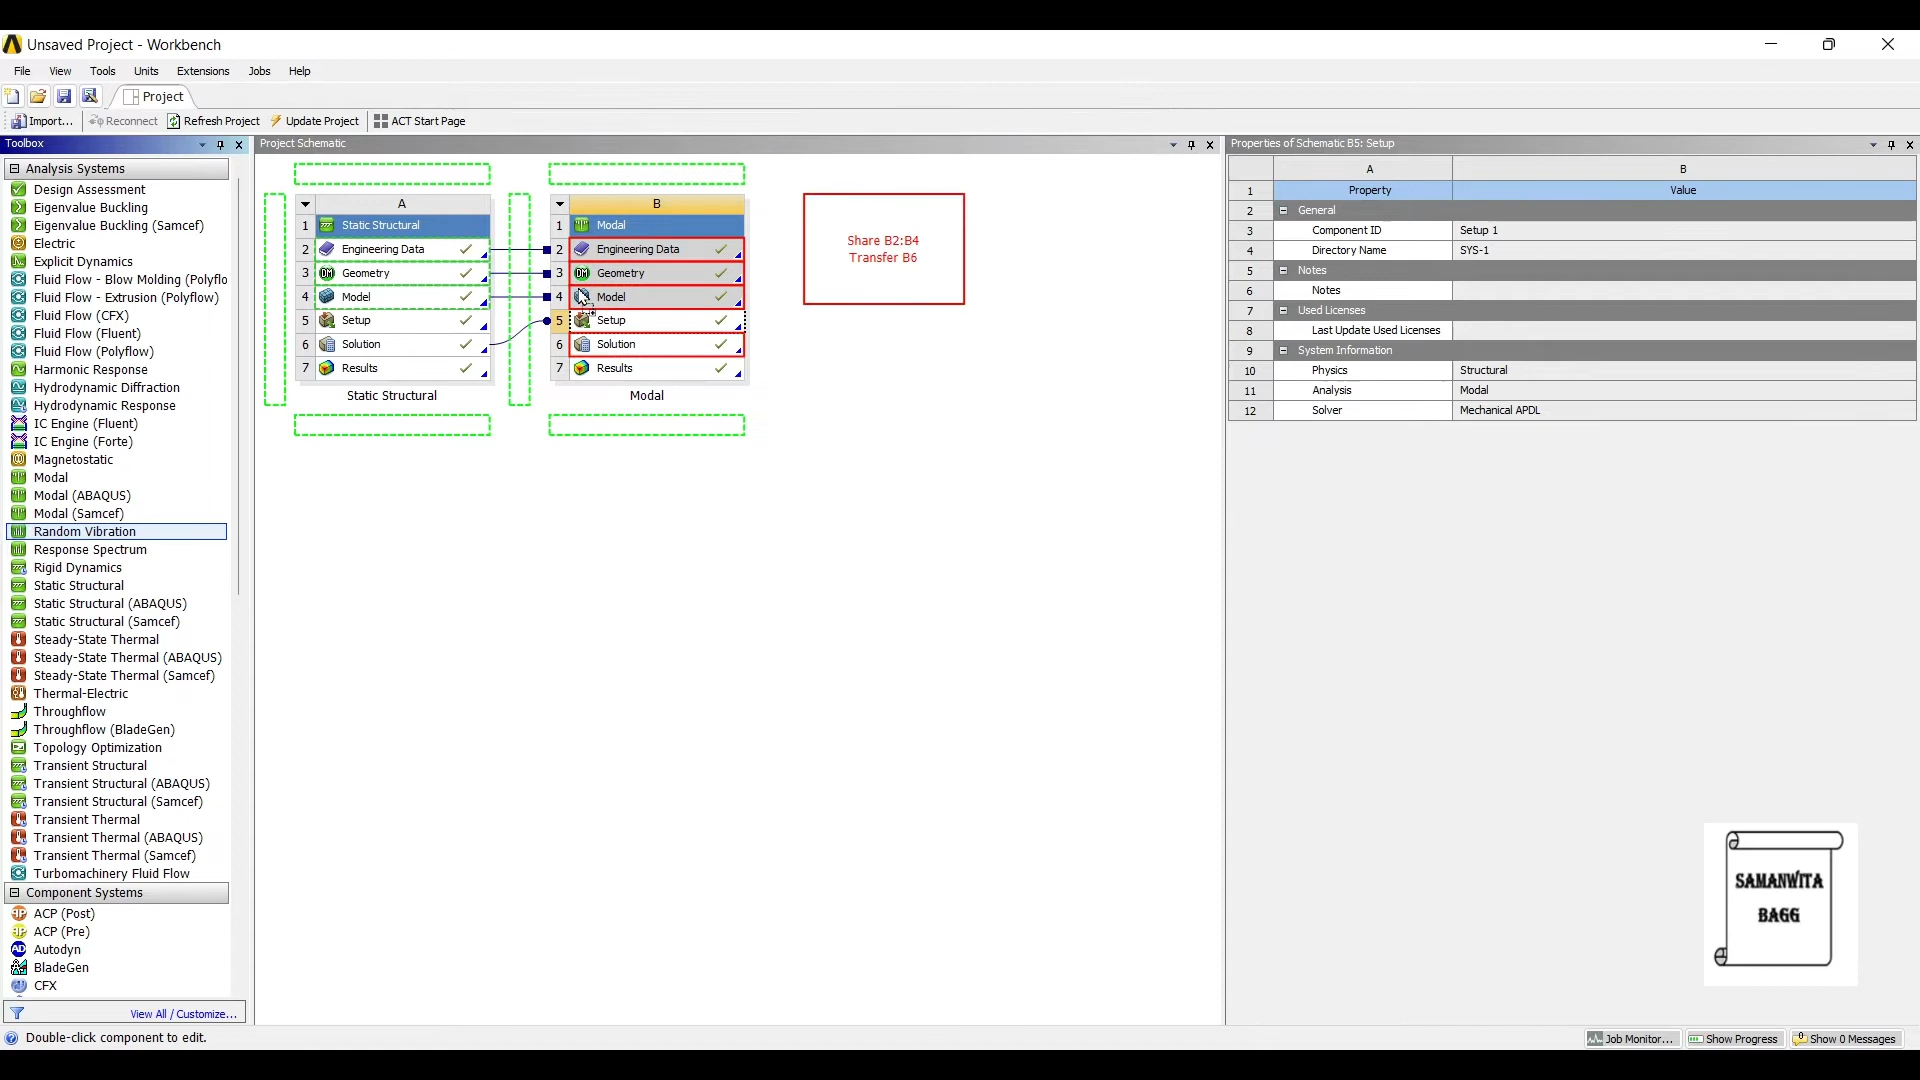 Unsaved Project - Workbench
File View Tools Units Extensions Jobs Help
Project
Import... Reconnect Refresh Project Update Project ACT Start Page
Toolbox
Analysis Systems
Design Assessment
Eigenvalue Buckling
Eigenvalue Buckling (Samcef)
Electric
Explicit Dynamics
Fluid Flow - Blow Molding (Polyflo
Fluid Flow - Extrusion (Polyflow)
Fluid Flow (CFX)
Fluid Flow (Fluent)
Fluid Flow (Polyflow)
Harmonic Response
Hydrodynamic Diffraction
Hydrodynamic Response
IC Engine (Fluent)
IC Engine (Forte)
Magnetostatic
Modal
Modal (ABAQUS)
Modal (Samcef)
Random Vibration
Response Spectrum
Rigid Dynamics
Static Structural
Static Structural (ABAQUS)
Static Structural (Samcef)
Steady-State Thermal
Steady-State Thermal (ABAQUS)
Steady-State Thermal (Samcef)
Thermal-Electric
Throughflow
Throughflow (BladeGen)
Topology Optimization
Transient Structural
Transient Structural (ABAQUS)
Transient Structural (Samcef)
Transient Thermal
Transient Thermal (ABAQUS)
Transient Thermal (Samcef)
Turbomachinery Fluid Flow
Component Systems
ACP (Post)
ACP (Pre)
Autodyn
BladeGen
CFX
View All / Customize...
Project Schematic
A
1 Static Structural
2 Engineering Data
3 DM Geometry
4 Model
5 Setup
6 Solution
7 Results
Static Structural
B
1 Modal
2 Engineering Data
3 DM Geometry
4 Model
5 Setup
6 Solution
7 Results
Modal
Share B2:B4
Transfer B6
Properties of Schematic B5: Setup
A B
1 Property Value
2 General
3 Component ID Setup 1
4 Directory Name SYS-1
5 Notes
6 Notes
7 Used Licenses
8 Last Update Used Licenses
9 System Information
10 Physics Structural
11 Analysis Modal
12 Solver Mechanical APDL
SAMANWITA
BAGG
Double-click component to edit.
Job Monitor... Show Progress Show 0 Messages